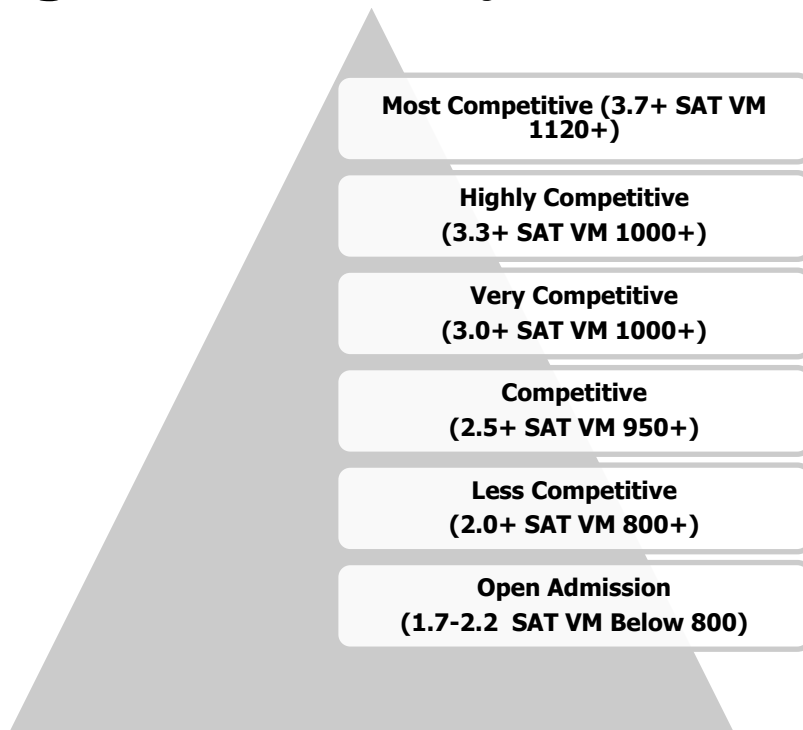 Most Competitive (3.7+ SAT VM
1120+)
Highly Competitive
(3.3+ SAT VM 1000+)
Very Competitive
(3.0+ SAT VM 1000+)
Competitive
(2.5+ SAT VM 950+)
Less Competitive
(2.0+ SAT VM 800+)
Open Admission
(1.7-2.2 SAT VM Below 800)